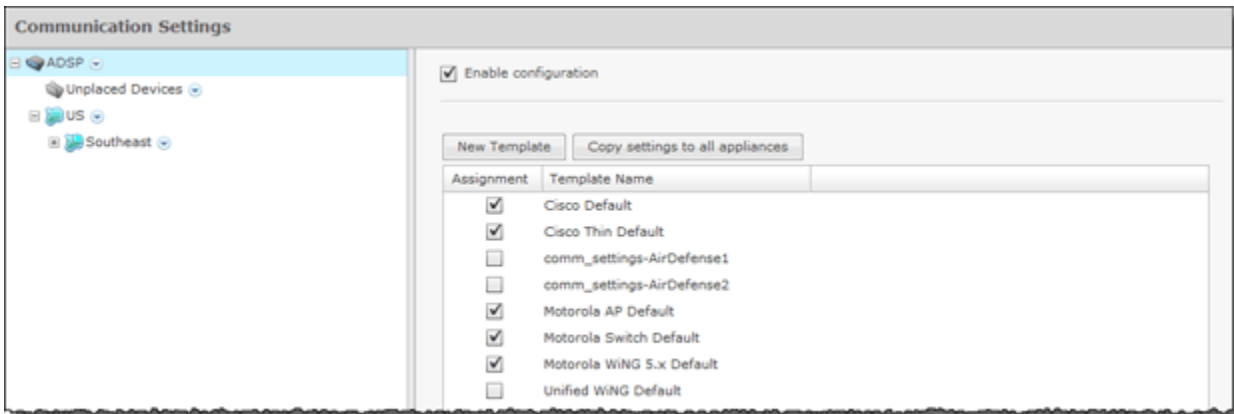 Communication Settings
ADSP
Unplaced Devices
US
Southeast
Enable configuration
New Template
Copy settings to all appliances
Assignment Template Name
Cisco Default
Cisco Thin Default
comm_settings-AirDefense1
comm_settings-AirDefense2
Motorola AP Default
Motorola Switch Default
Motorola WiNG 5.x Default
Unified WiNG Default